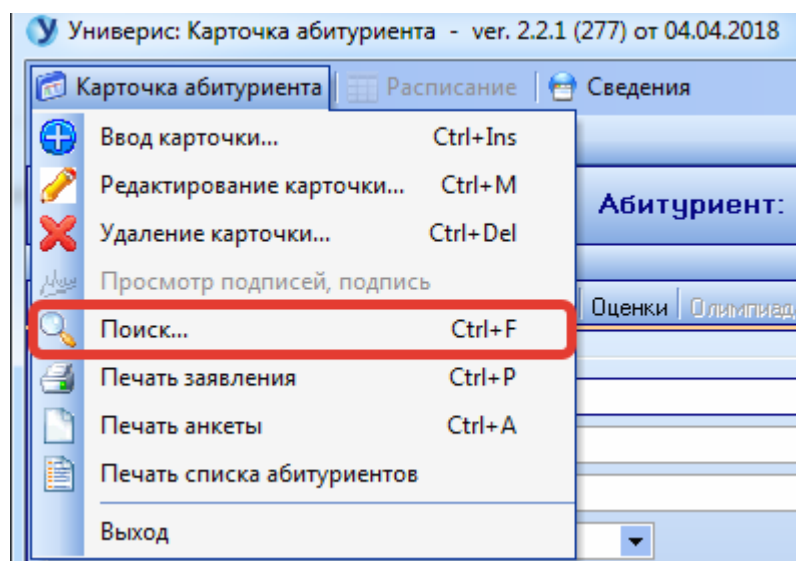 Универис: Карточка абитуриента - ver. 2.2.1 (277) от 04.04.2018
Карточка абитуриента Расписание Сведения
Ввод карточки... Ctrl+Ins
Редактирование карточки... Ctrl+M
Абитуриент:
Удаление карточки... Ctrl+Del
Просмотр подписей, подпись
Оценки Олимпиад
Поиск... Ctrl+F
Печать заявления Ctrl+P
Печать анкеты Ctrl+A
Печать списка абитуриентов
Выход